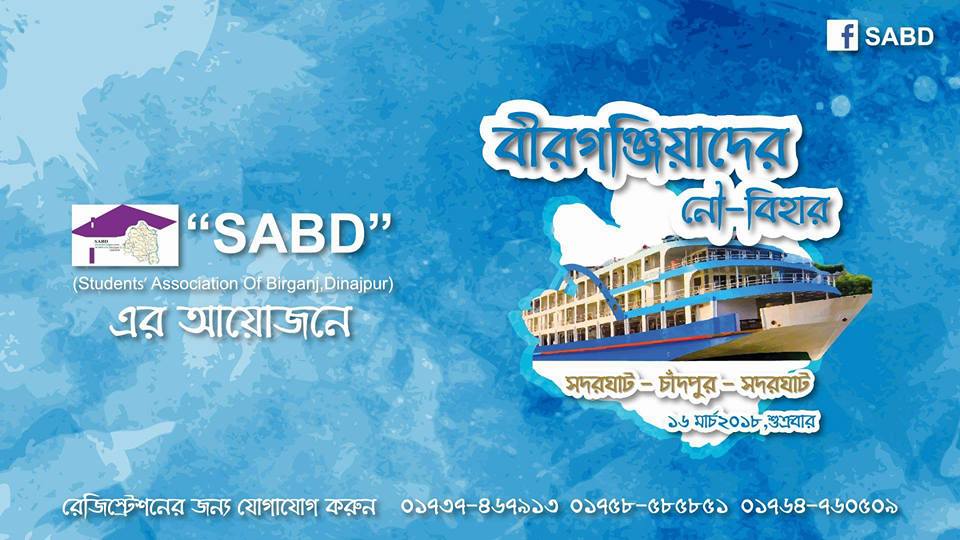 SABD
বীরগঞ্জিয়াদের
নৌ-বিহার
"SABD"
(Students' Association Of Birganj,Dinajpur)
এর আয়োজনে
সদরঘাট - চাঁদপুর - সদরঘাট
১৬ মার্চ২০১৮,শুক্রবার
রেজিস্ট্রেশনের জন্য যোগাযোগ করুন ০১৭৩৭-৪৬৭৯১৩ ০১৭৫৮-৫৮৫৮৫১ ০১৭৬৪-৭৬০৫০৯